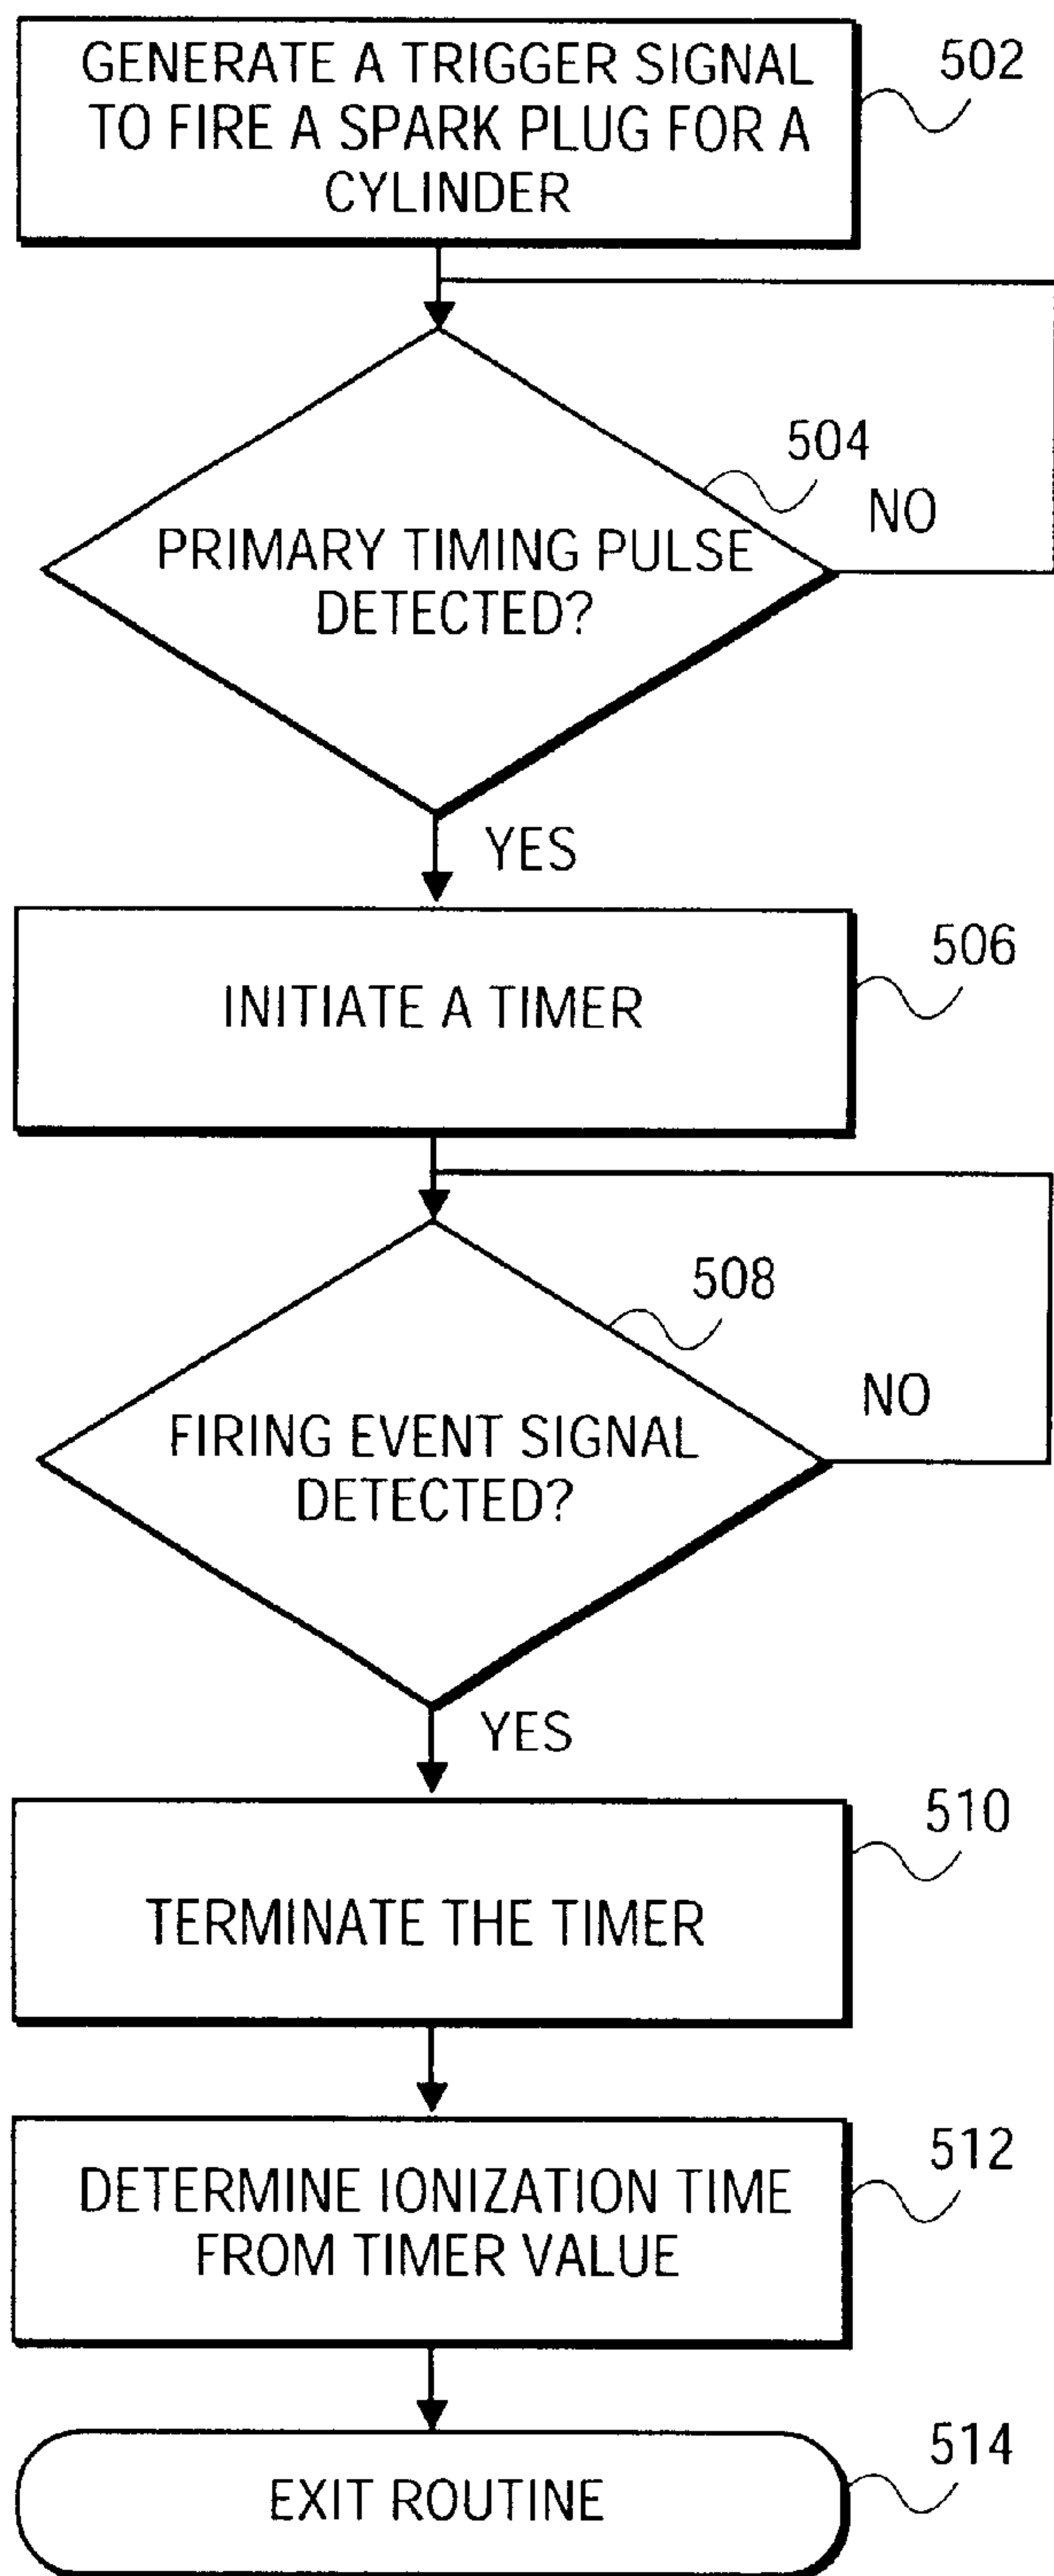 GENERATE A TRIGGER SIGNAL
TO FIRE A SPARK PLUG FOR A
CYLINDER
502
504
NO
PRIMARY TIMING PULSE
DETECTED?
YES
506
INITIATE A TIMER
508
NO
FIRING EVENT SIGNAL
DETECTED?
YES
510
TERMINATE THE TIMER
512
DETERMINE IONIZATION TIME
FROM TIMER VALUE
514
EXIT ROUTINE